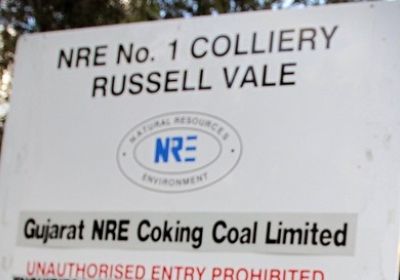 NRE No. 1 COLLIERY
RUSSELL VALE
NATURAL RESOURCES
NRE
ENVIRONMENT
Gujarat NRE Coking Coal Limited
UNAUTHORISED ENTRY PROHIBITED